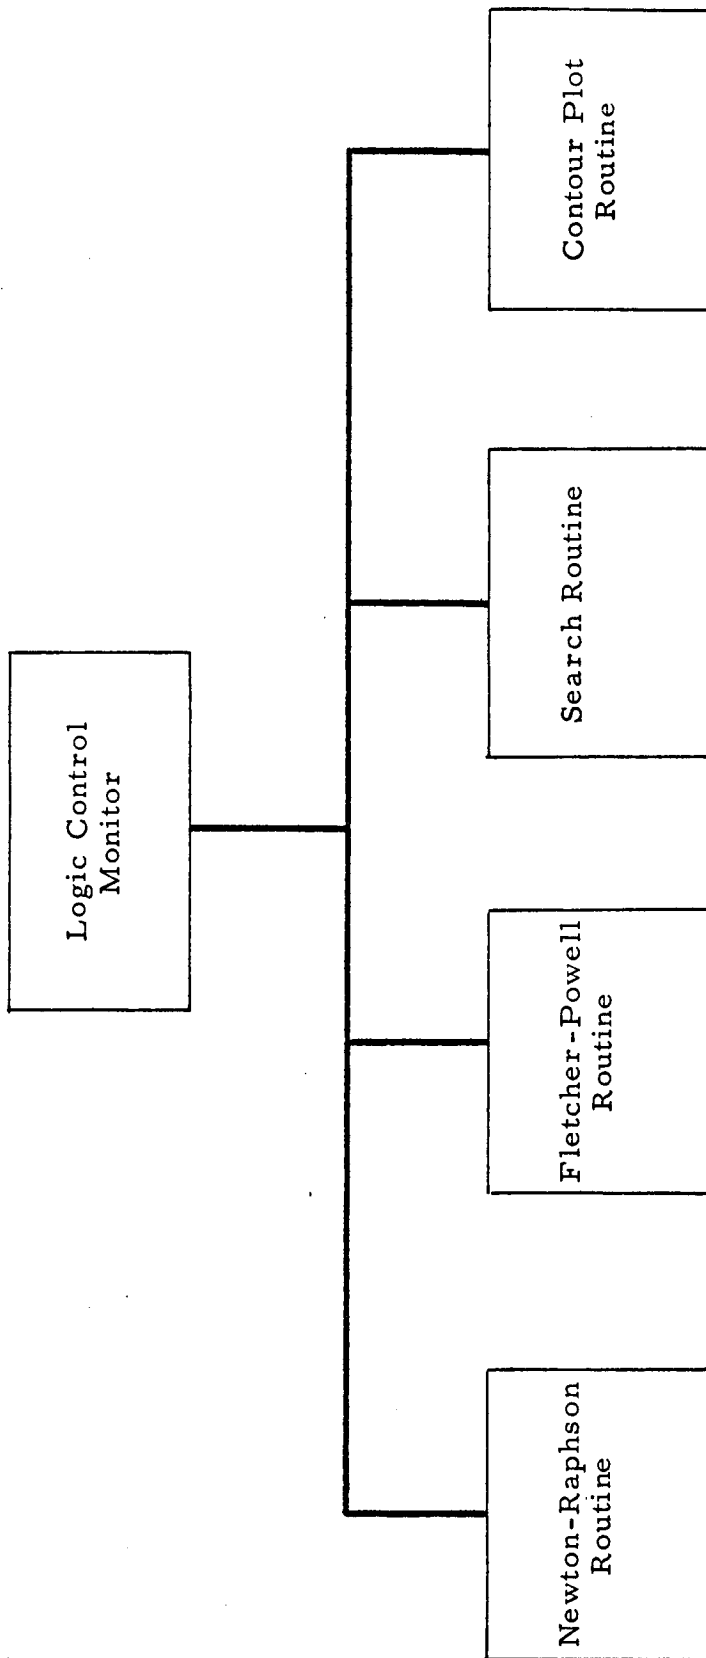 Logic Control
Monitor
Newton-Raphson
Routine
Fletcher-Powell
Routine
Search Routine
Contour Plot
Routine